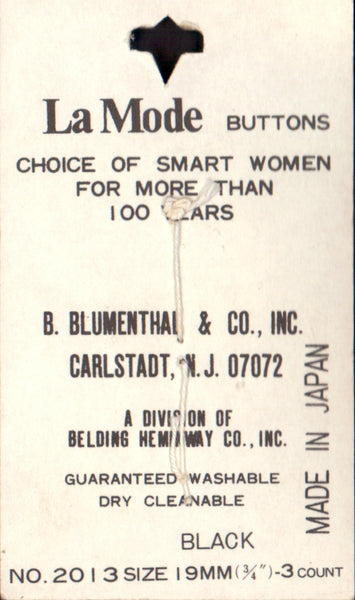 La Mode BUTTONS
CHOICE OF SMART WOMEN
FOR MORE THAN
100 YEARS
B. BLUMENTHAL & CO., INC.
CARLSTADT, N.J. 07072
A DIVISION OF
BELDING HEMINWAY CO., INC.
GUARANTEED WASHABLE
DRY CLEANABLE
MADE IN JAPAN
BLACK
NO. 2013 SIZE 19MM (3/4")-3 COUNT